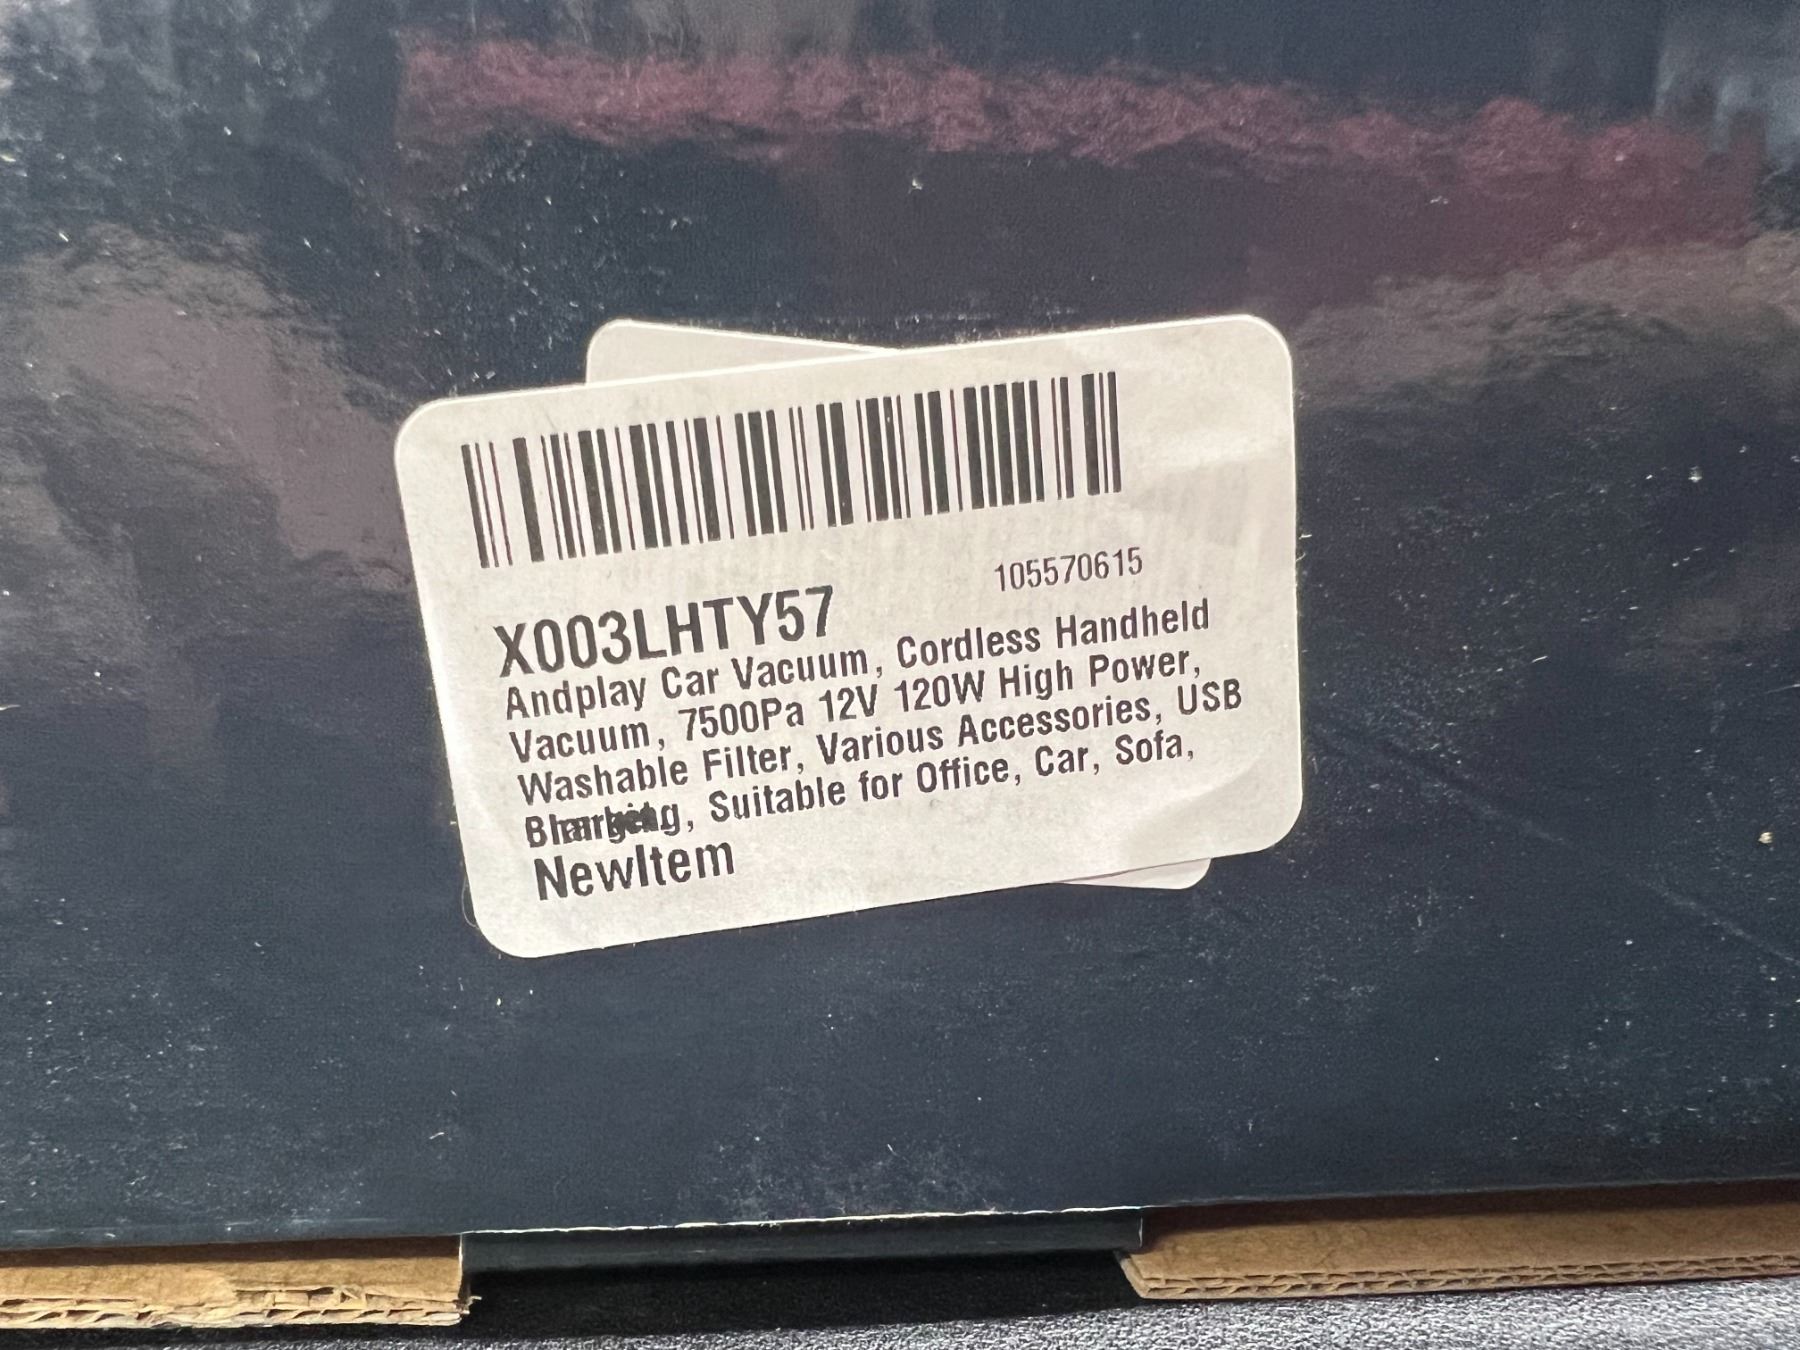 105570615
X003LHTY57
Andplay Car Vacuum, Cordless Handheld
Vacuum, 7500Pa 12V 120W High Power,
Washable Filter, Various Accessories, USB
Suitable for Office, Car, Sofa,
NewItem